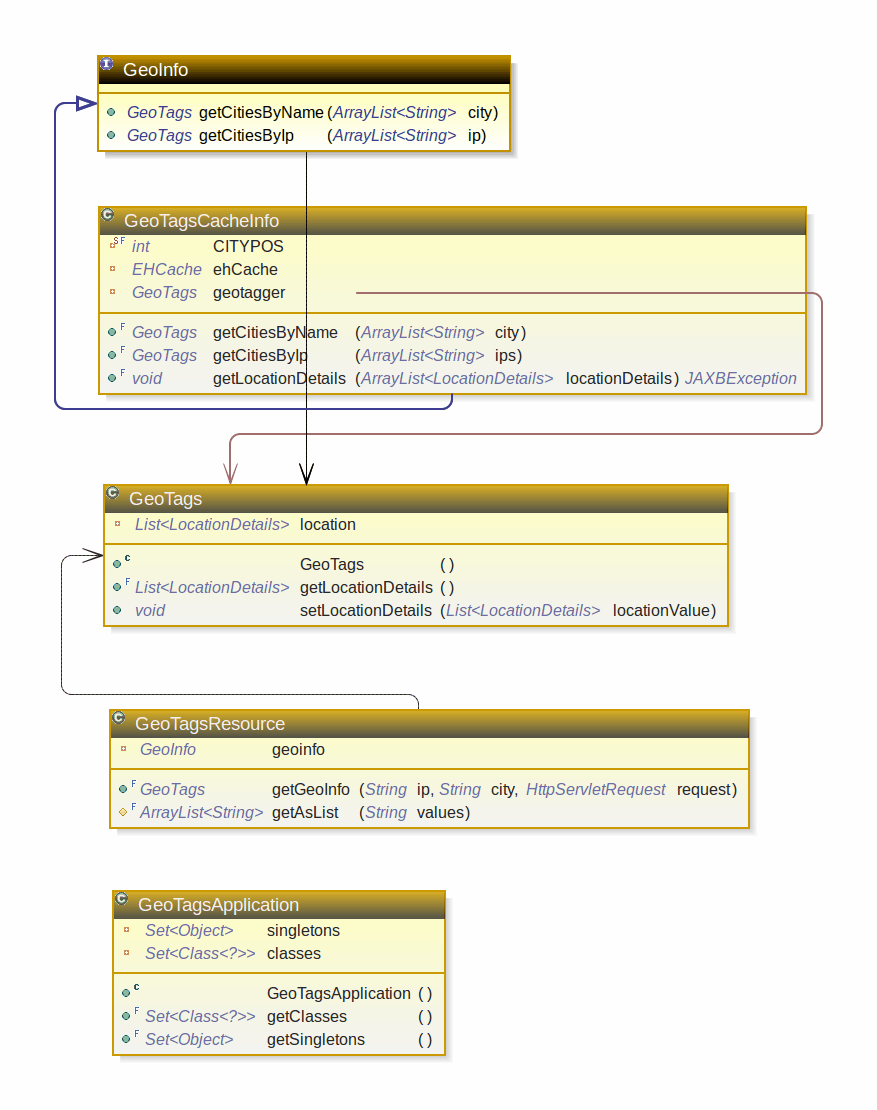 I GeoInfo
GeoTags getCitiesByName (ArrayList<String> city)
GeoTags getCitiesByIp (ArrayList<String> ip)
C GeoTagsCacheInfo
S F int CITYPOS
EHCache ehCache
GeoTags geotagger
F GeoTags getCitiesByName (ArrayList<String> city)
F GeoTags getCitiesByIp (ArrayList<String> ips)
F void getLocationDetails (ArrayList<LocationDetails> locationDetails) JAXBException
C GeoTags
List<LocationDetails> location
c GeoTags ()
F List<LocationDetails> getLocationDetails ()
void setLocationDetails (List<LocationDetails> locationValue)
C GeoTagsResource
GeoInfo geoinfo
F GeoTags getGeoInfo (String ip, String city, HttpServletRequest request)
F ArrayList<String> getAsList (String values)
C GeoTagsApplication
Set<Object> singletons
Set<Class<?>> classes
c GeoTagsApplication ()
F Set<Class<?>> getClasses ()
F Set<Object> getSingletons ()